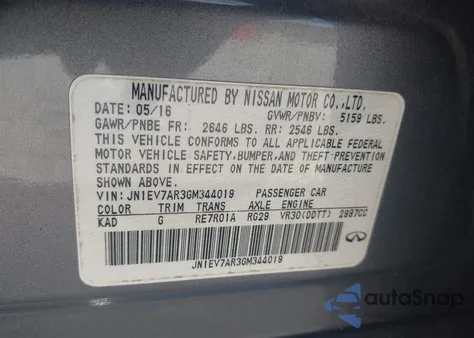 MANUFACTURED BY NISSAN MOTOR CO.,LTD.
DATE: 05/16 GVWR/PNBV: 5159 LBS.
GAWR/PNBE FR: 2646 LBS. RR: 2546 LBS.
THIS VEHICLE CONFORMS TO ALL APPLICABLE FEDERAL
MOTOR VEHICLE SAFETY, BUMPER, AND THEFT PREVENTION
STANDARDS IN EFFECT ON THE DATE OF MANUFACTURE
SHOWN ABOVE.
VIN: JN1EV7AR3GM344019 PASSENGER CAR
COLOR TRIM TRANS AXLE ENGINE
KAD G RE7R01A RG29 VR30(DDTT) 2997CC
JN1EV7AR3GM344019
INFINITI
autoSnap